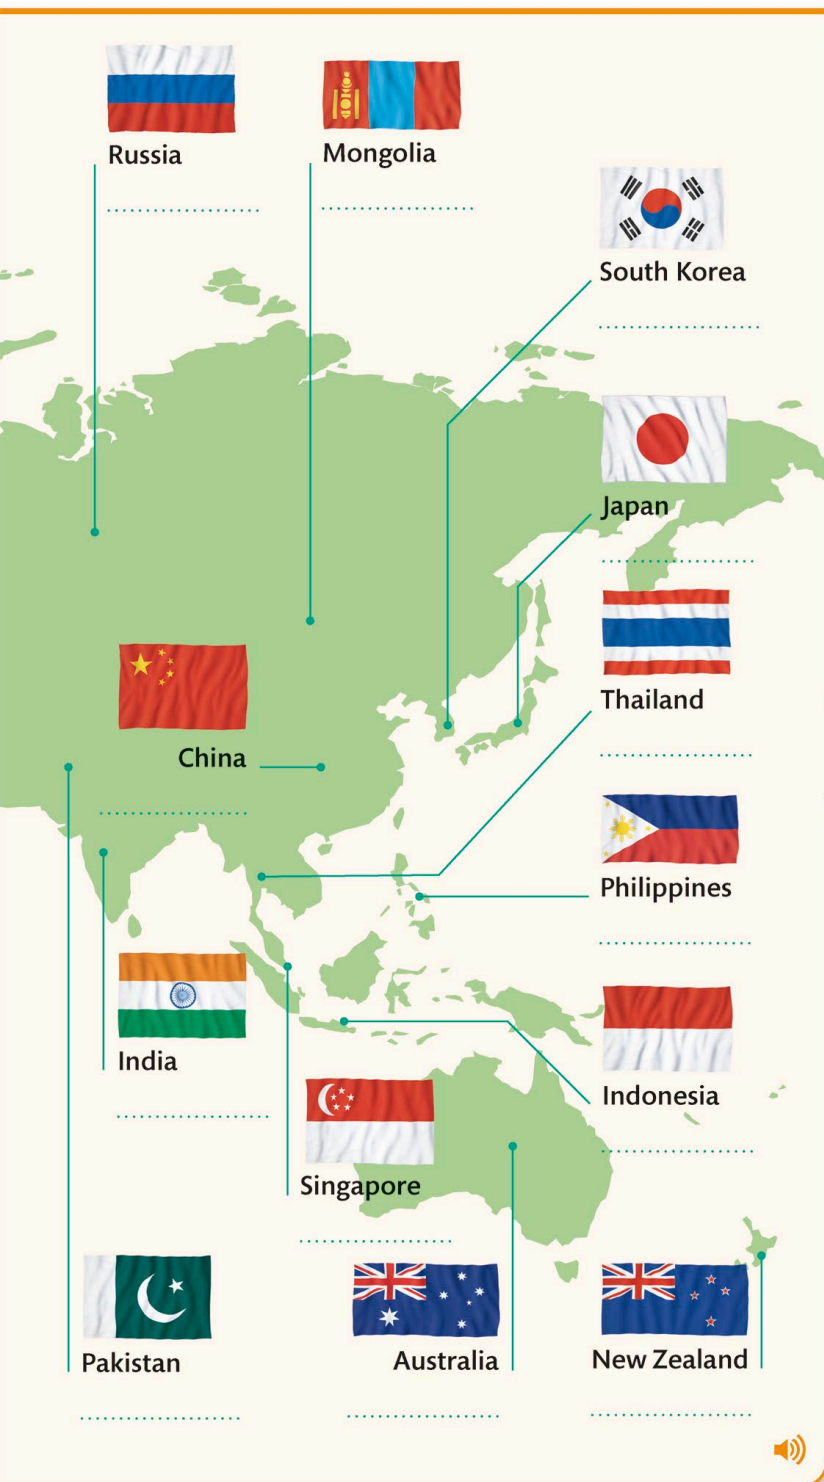 Russia
Mongolia
South Korea
Japan
Thailand
China
Philippines
India
Indonesia
Singapore
Pakistan
Australia
New Zealand